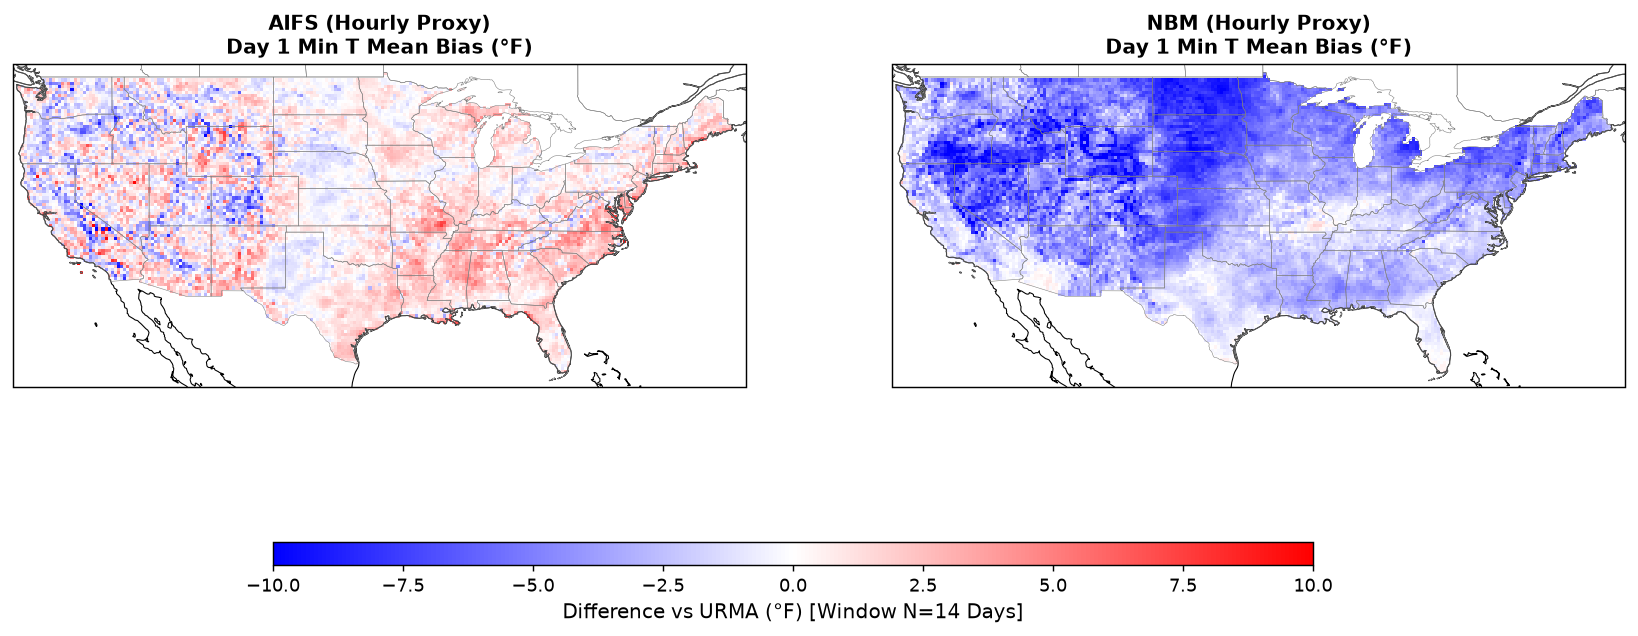 AIFS (Hourly Proxy)
Day 1 Min T Mean Bias (°F)
NBM (Hourly Proxy)
Day 1 Min T Mean Bias (°F)
−10.0 −7.5 −5.0 −2.5 0.0 2.5 5.0 7.5 10.0
Difference vs URMA (°F) [Window N=14 Days]